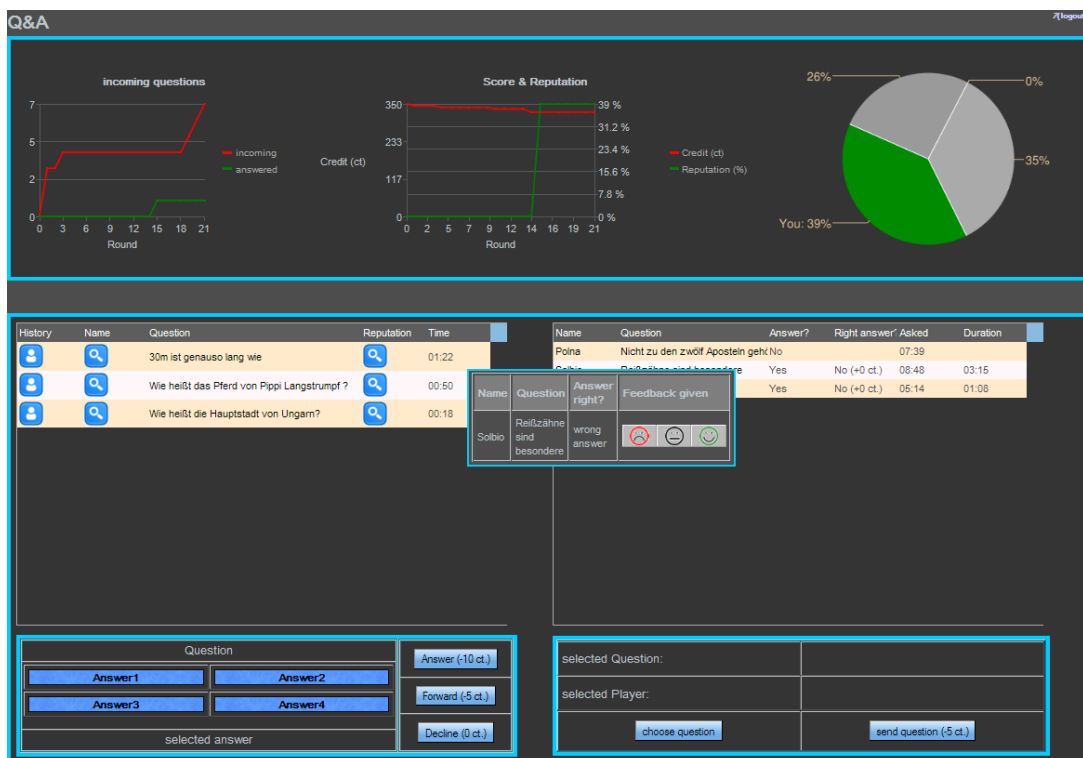 Q&A
logout
incoming questions
7
5
2
0
0 3 6 9 12 15 18 21
Round
incoming
answered
Score & Reputation
350
233
117
0
Credit (ct)
39 %
31.2 %
23.4 %
15.6 %
7.8 %
0 %
0 2 5 7 9 12 14 16 19 21
Round
Credit (ct)
Reputation (%)
26%
0%
35%
You: 39%
History Name Question Reputation Time
30m ist genauso lang wie 01:22
Wie heißt das Pferd von Pippi Langstrumpf ? 00:50
Wie heißt die Hauptstadt von Ungarn? 00:18
Name Question Answer? Right answer Asked Duration
Polna Nicht zu den zwölf Aposteln geh No 07:39
Solbio Reißzähne sind besondere Yes No (+0 ct.) 08:48 03:15
Yes No (+0 ct.) 05:14 01:08
Name Question Answer right? Feedback given
Solbio Reißzähne sind besondere wrong answer
Question
Answer1 Answer2
Answer3 Answer4
selected answer
Answer (-10 ct.)
Forward (-5 ct.)
Decline (0 ct.)
selected Question:
selected Player:
choose question send question (-5 ct.)